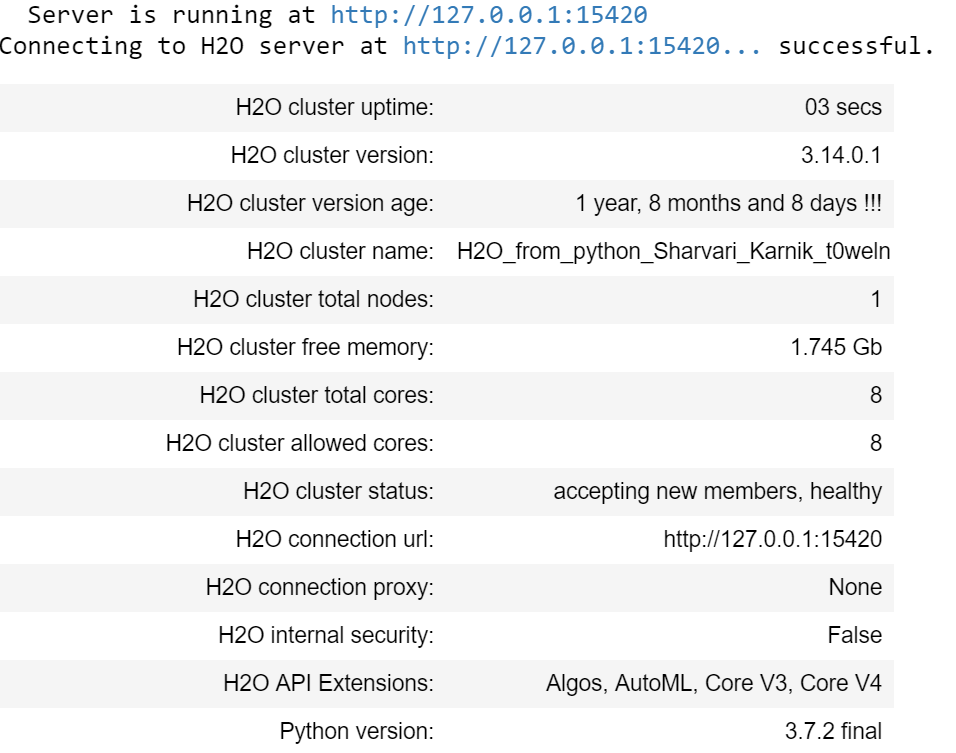 Server is running at http://127.0.0.1:15420
Connecting to H2O server at http://127.0.0.1:15420... successful.
H2O cluster uptime: 03 secs
H2O cluster version: 3.14.0.1
H2O cluster version age: 1 year, 8 months and 8 days !!!
H2O cluster name: H2O_from_python_Sharvari_Karnik_t0weln
H2O cluster total nodes: 1
H2O cluster free memory: 1.745 Gb
H2O cluster total cores: 8
H2O cluster allowed cores: 8
H2O cluster status: accepting new members, healthy
H2O connection url: http://127.0.0.1:15420
H2O connection proxy: None
H2O internal security: False
H2O API Extensions: Algos, AutoML, Core V3, Core V4
Python version: 3.7.2 final